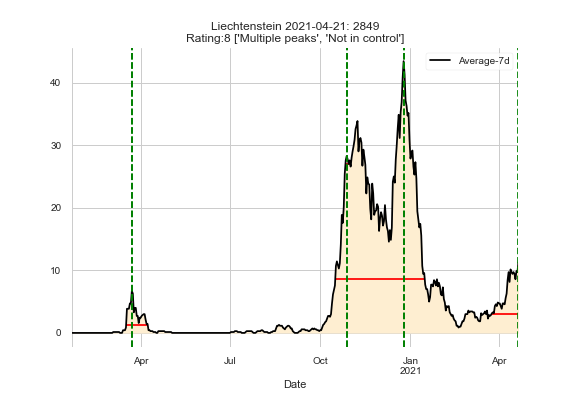 Liechtenstein 2021-04-21: 2849
Rating:8 ['Multiple peaks', 'Not in control']
Average-7d
40
30
20
10
0
Apr
Jul
Oct
Jan
2021
Apr
Date